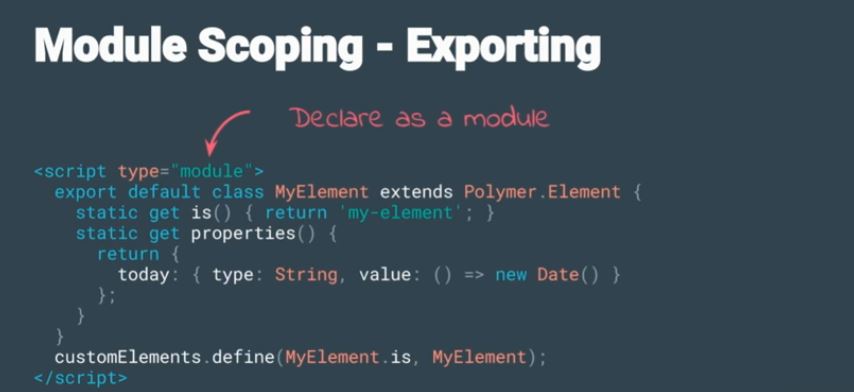 Module Scoping - Exporting
Declare as a module
<script type="module">
export default class MyElement extends Polymer.Element {
static get is() { return 'my-element'; }
static get properties() {
return {
today: { type: String, value: () => new Date() }
};
}
}
customElements.define(MyElement.is, MyElement);
</script>